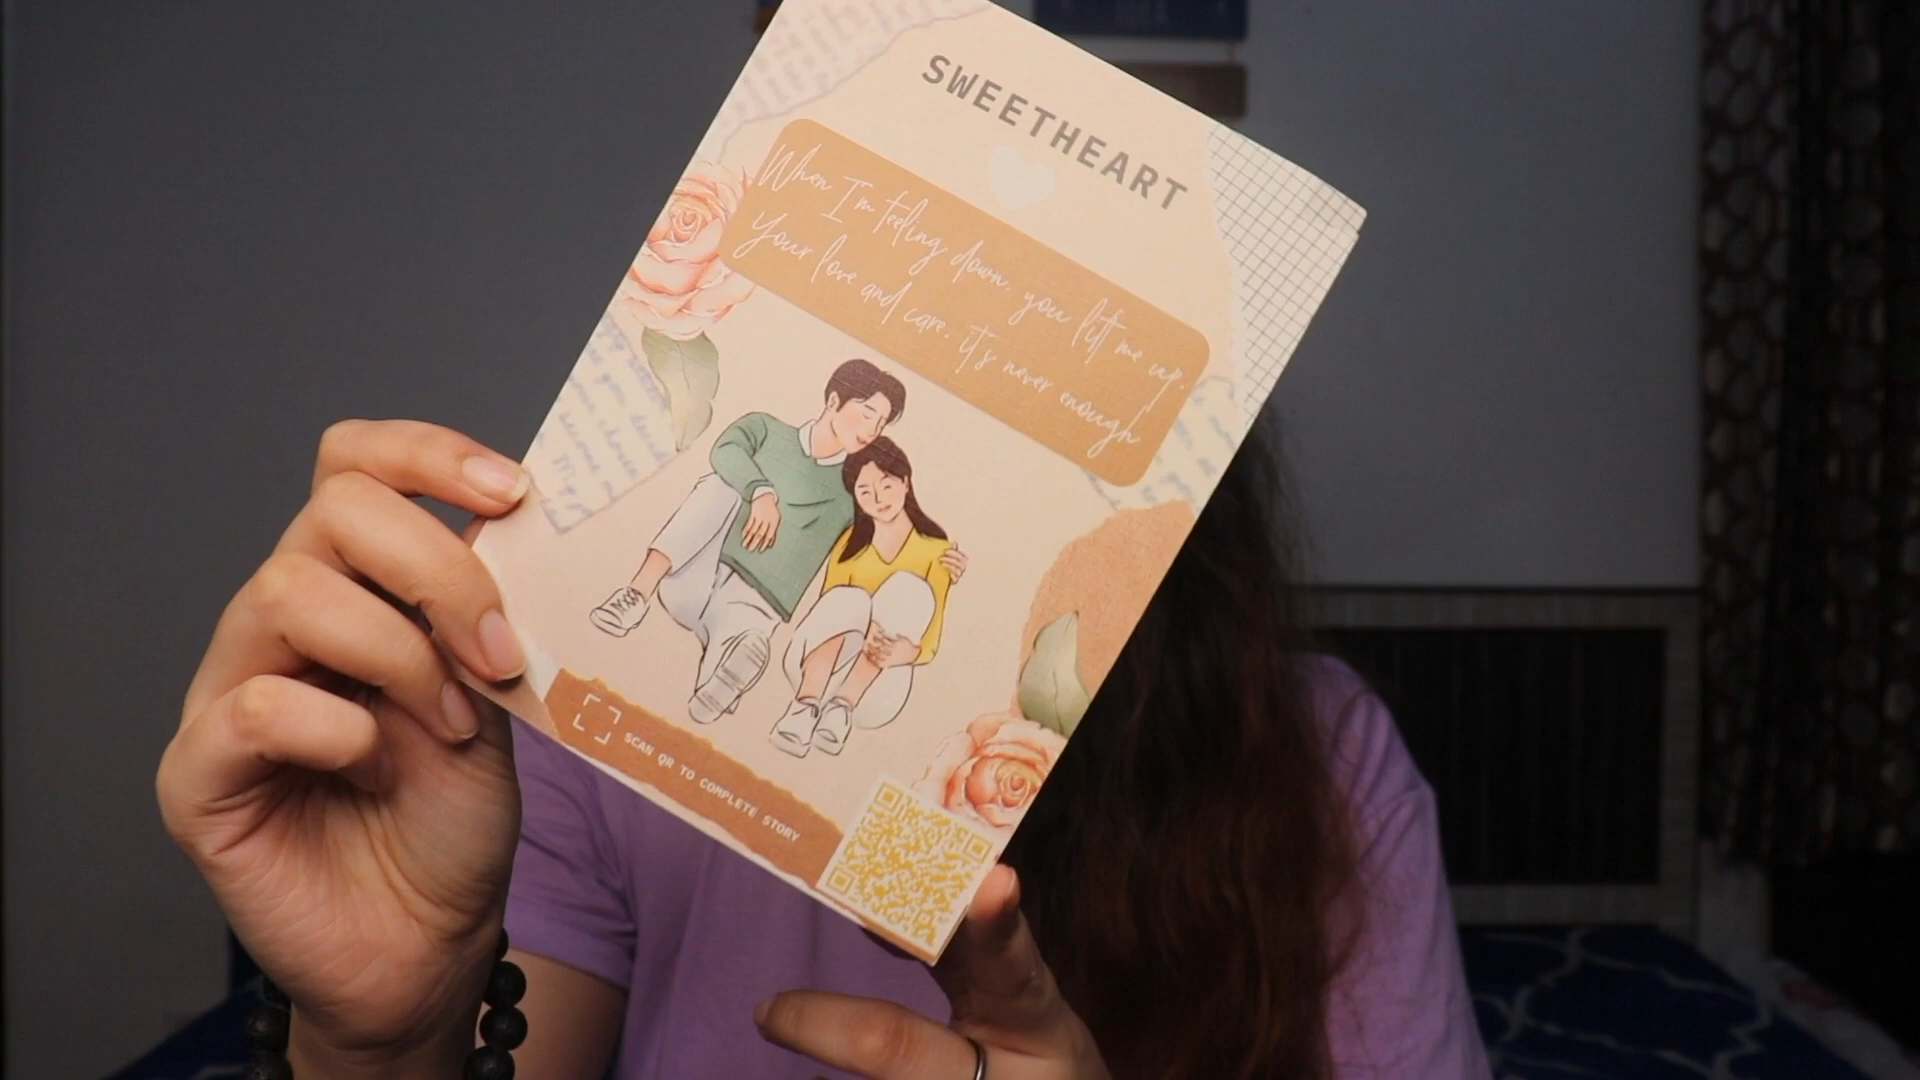 SWEETHEART
When I'm feeling down, you lift me up.
Your love and care, it's never enough
SCAN QR TO COMPLETE STORY